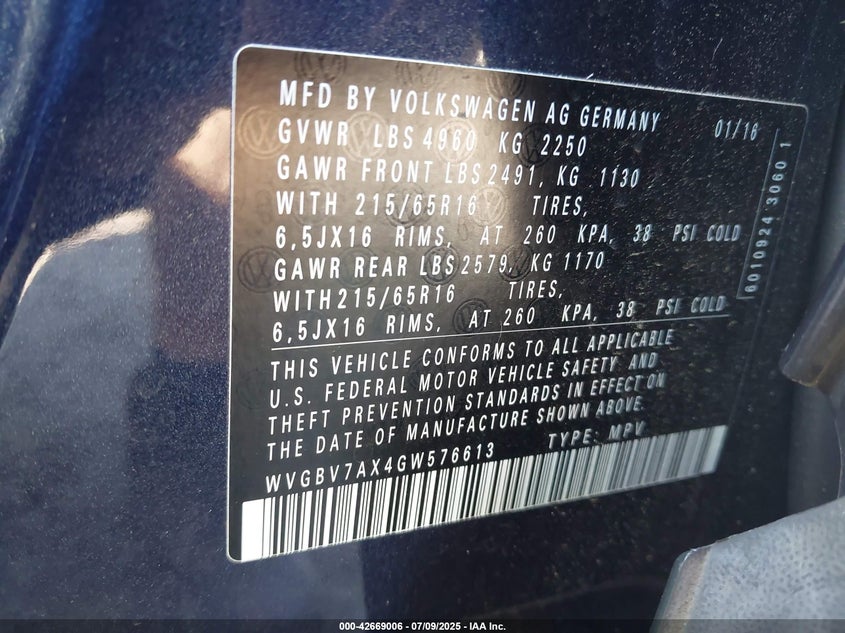 MFD BY VOLKSWAGEN AG GERMANY 01/16
GVWR LBS 4960 KG 2250
GAWR FRONT LBS 2491, KG 1130
WITH 215/65R16 TIRES,
6,5JX16 RIMS, AT 260 KPA, 38 PSI COLD
GAWR REAR LBS 2579, KG 1170
WITH 215/65R16 TIRES,
6,5JX16 RIMS, AT 260 KPA, 38 PSI COLD
THIS VEHICLE CONFORMS TO ALL APPLICABLE
U.S. FEDERAL MOTOR VEHICLE SAFETY AND
THEFT PREVENTION STANDARDS IN EFFECT ON
THE DATE OF MANUFACTURE SHOWN ABOVE.
WVGBV7AX4GW576613 TYPE: MPV
6010924 3060 1
000-42669006 - 07/09/2025 - IAA Inc.